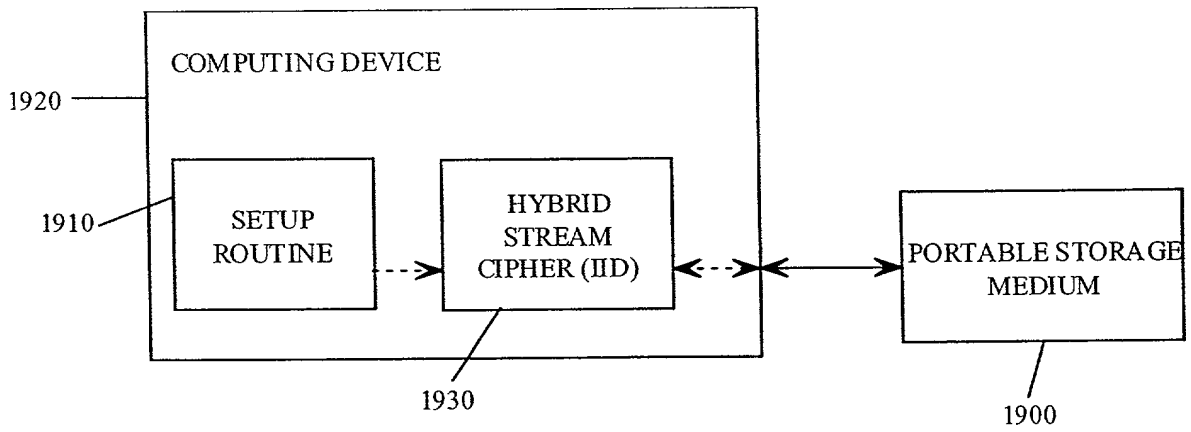 COMPUTING DEVICE
1920
1910
SETUP
ROUTINE
HYBRID
STREAM
CIPHER (IID)
PORTABLE STORAGE
MEDIUM
1930
1900